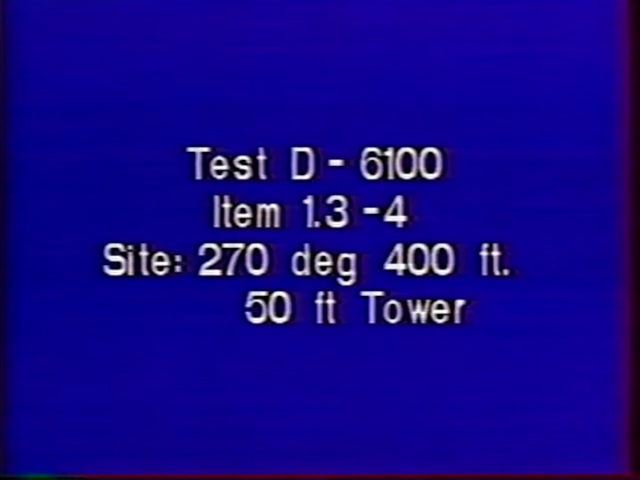 Test D - 6100
Item 1.3 -4
Site: 270 deg 400 ft.
50 ft Tower